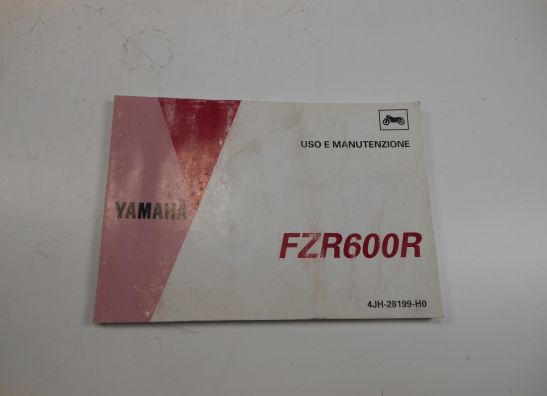 USO E MANUTENZIONE
YAMAHA
FZR600R
4JH-28199-H0